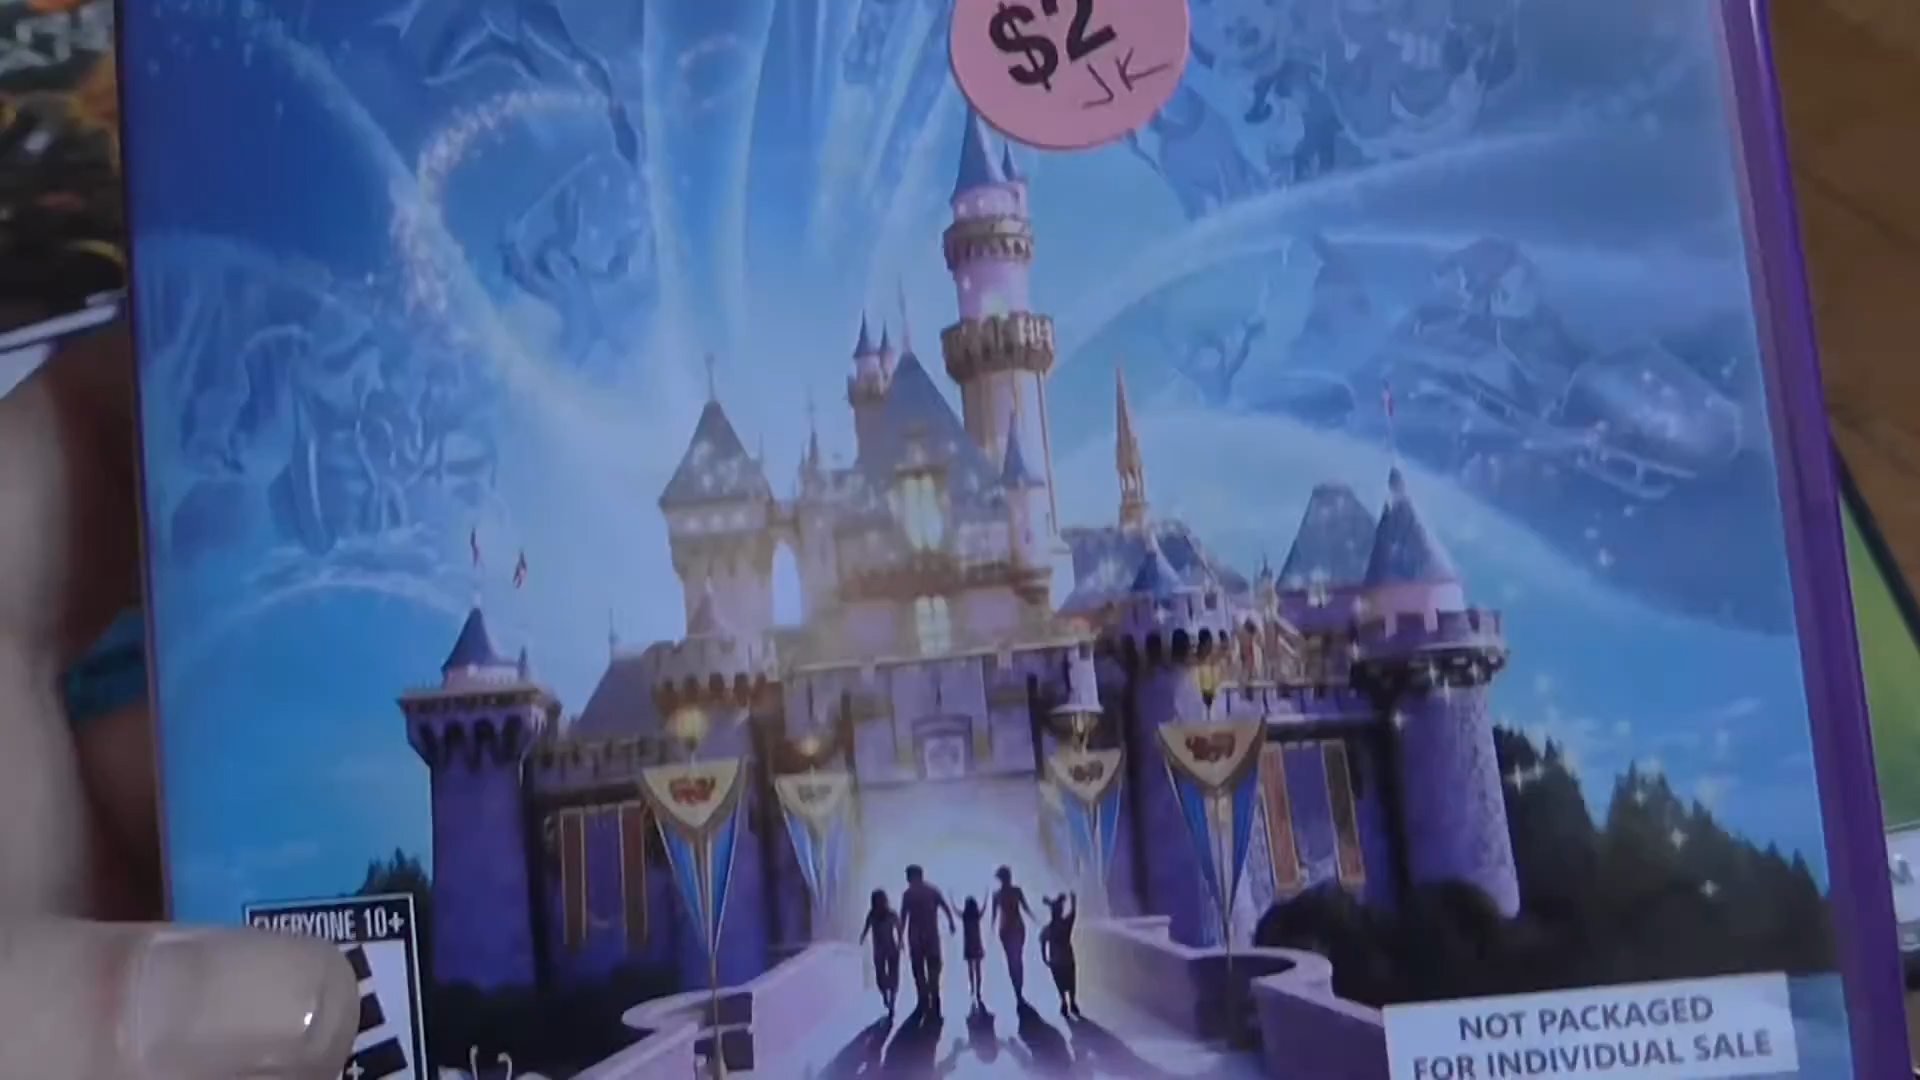 $2
JK
EVERYONE 10+
NOT PACKAGED
FOR INDIVIDUAL SALE